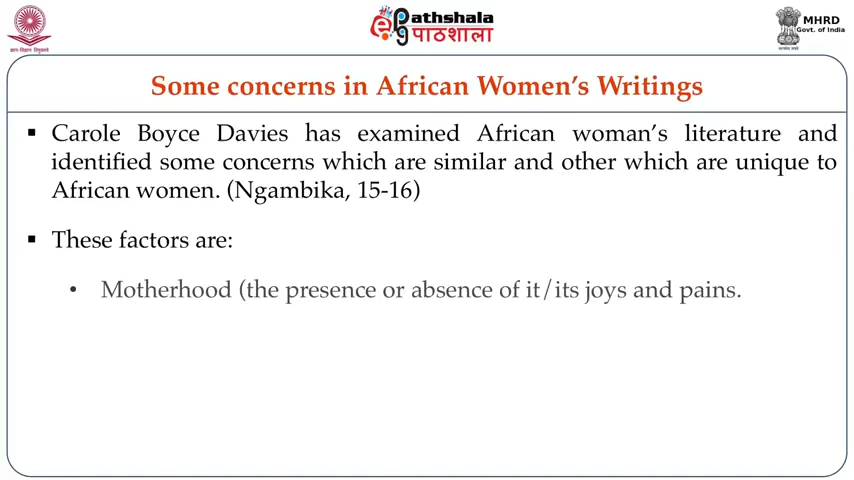 ePathshala
पाठशाला
MHRD
Govt. of India
Some concerns in African Women's Writings
▪ Carole Boyce Davies has examined African woman's literature and
identified some concerns which are similar and other which are unique to
African women. (Ngambika, 15-16)
▪ These factors are:
• Motherhood (the presence or absence of it/its joys and pains.